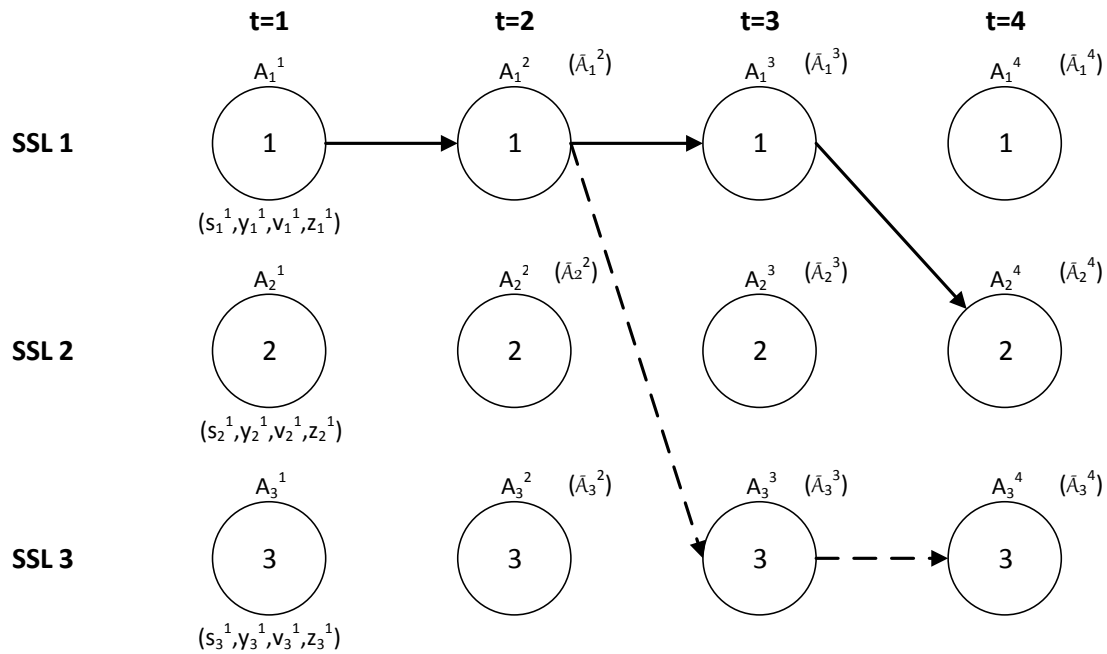 t=1 t=2 t=3 t=4
A₁¹ A₁² (Ā₁²) A₁³ (Ā₁³) A₁⁴ (Ā₁⁴)
SSL 1 1 1 1 1
(s₁¹,y₁¹,v₁¹,z₁¹)
A₂¹ A₂² (Ā₂²) A₂³ (Ā₂³) A₂⁴ (Ā₂⁴)
SSL 2 2 2 2 2
(s₂¹,y₂¹,v₂¹,z₂¹)
A₃¹ A₃² (Ā₃²) A₃³ (Ā₃³) A₃⁴ (Ā₃⁴)
SSL 3 3 3 3 3
(s₃¹,y₃¹,v₃¹,z₃¹)